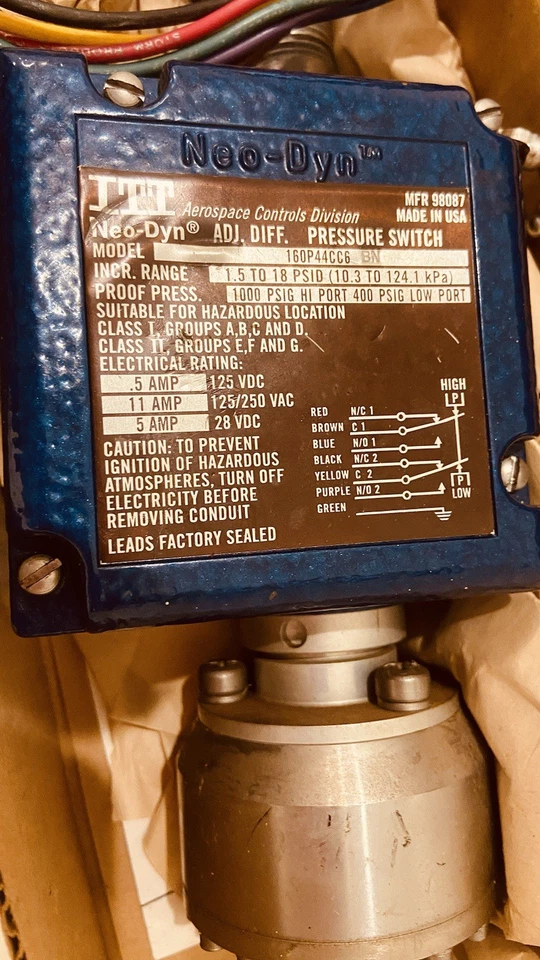 STURM PRODU
Neo-Dyn™
ITT Aerospace Controls Division
MFR 98087
MADE IN USA
Neo-Dyn® ADJ. DIFF. PRESSURE SWITCH
MODEL 160P44CC6 BN
INCR. RANGE 1.5 TO 18 PSID (10.3 TO 124.1 kPa)
PROOF PRESS. 1000 PSIG HI PORT 400 PSIG LOW PORT
SUITABLE FOR HAZARDOUS LOCATION
CLASS I, GROUPS A,B,C AND D.
CLASS II, GROUPS E,F AND G.
ELECTRICAL RATING:
.5 AMP 125 VDC
11 AMP 125/250 VAC
5 AMP 28 VDC
CAUTION: TO PREVENT
IGNITION OF HAZARDOUS
ATMOSPHERES, TURN OFF
ELECTRICITY BEFORE
REMOVING CONDUIT
LEADS FACTORY SEALED
HIGH
P
RED N/C 1
BROWN C 1
BLUE N/O 1
BLACK N/C 2
YELLOW C 2
PURPLE N/O 2
GREEN
P
LOW